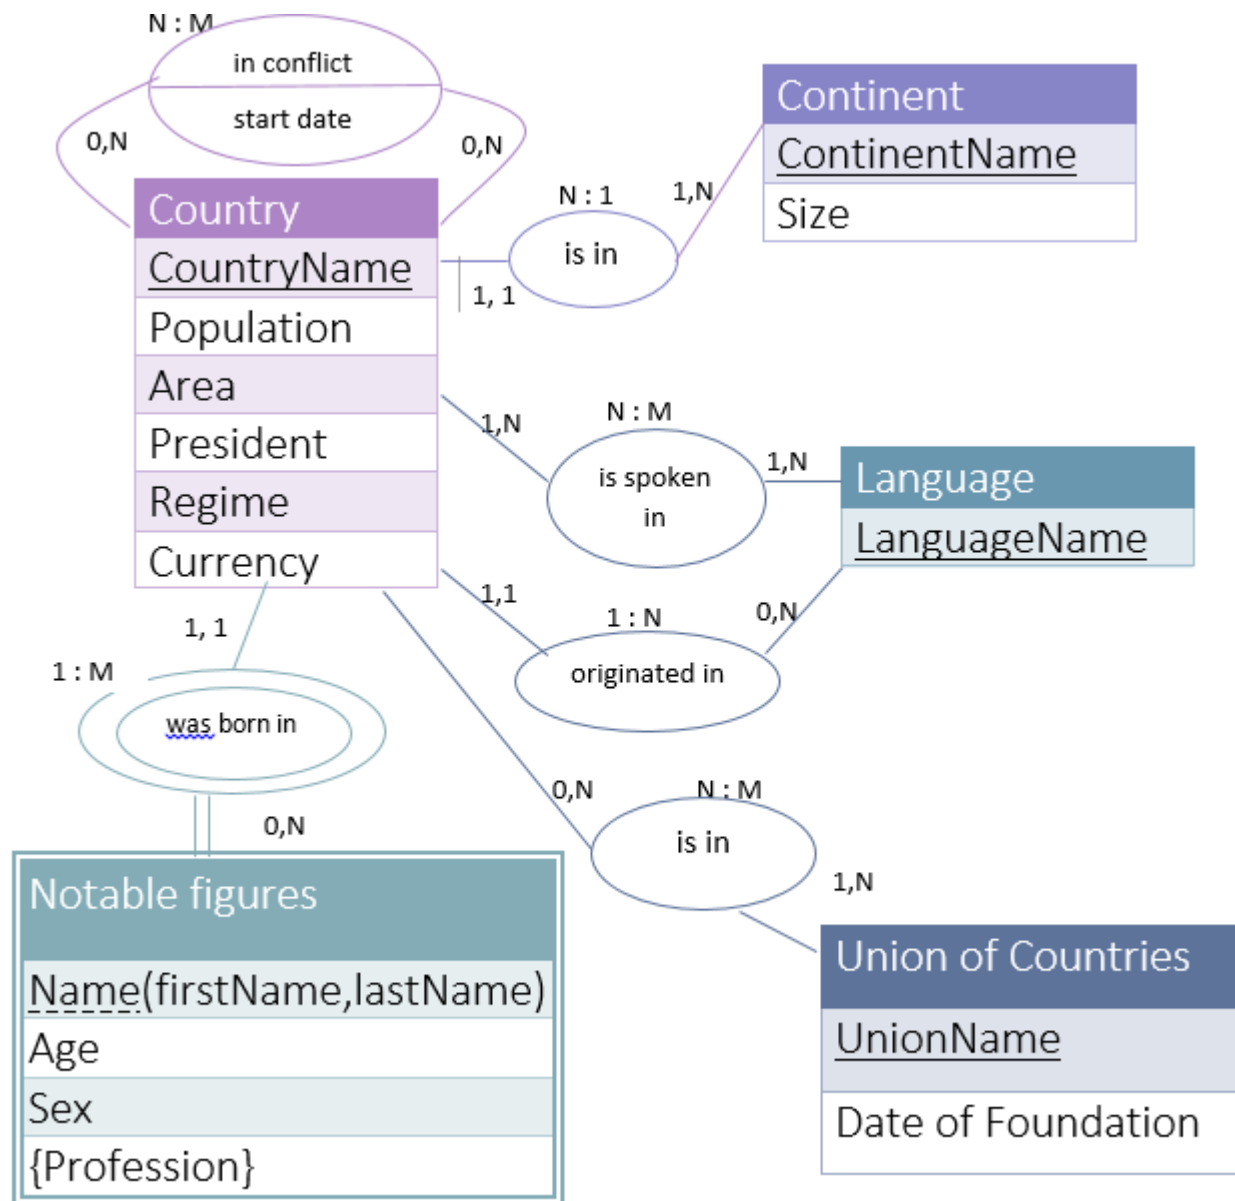 N : M
in conflict
start date
0,N
0,N
Country
CountryName
Population
Area
President
Regime
Currency
N : 1
is in
1, 1
1,N
Continent
ContinentName
Size
1,N
N : M
is spoken
in
1,N
Language
LanguageName
1,1
1 : N
originated in
0,N
1, 1
1 : M
was born in
0,N
Notable figures
Name(firstName,lastName)
Age
Sex
{Profession}
0,N
N : M
is in
1,N
Union of Countries
UnionName
Date of Foundation